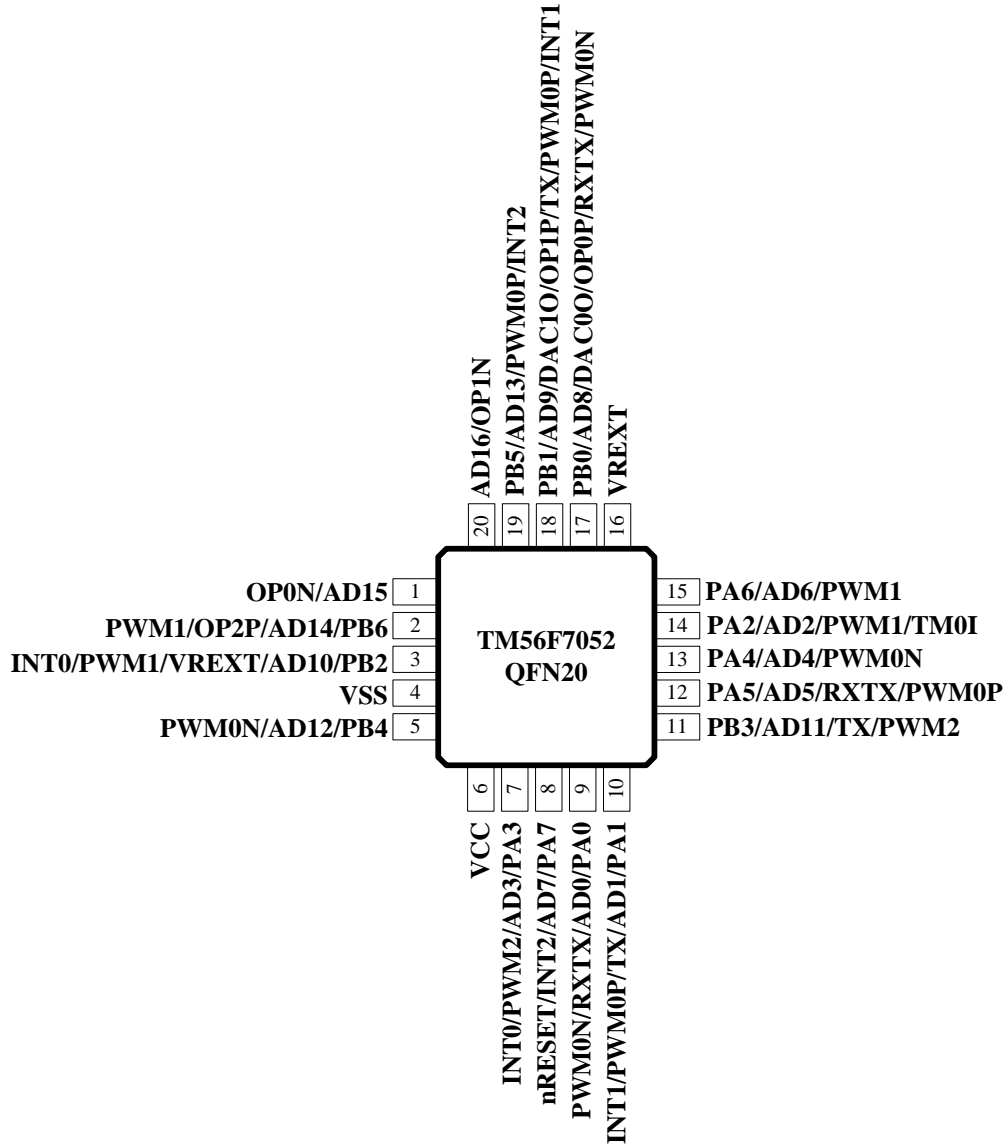 AD16/OP1N
20
PB5/AD13/PWM0P/INT2
19
PB1/AD9/DAC1O/OP1P/TX/PWM0P/INT1
18
PB0/AD8/DAC0O/OP0P/RXTX/PWM0N
17
VREXT
16
OP0N/AD15
1
PWM1/OP2P/AD14/PB6
2
INT0/PWM1/VREXT/AD10/PB2
3
VSS
4
PWM0N/AD12/PB4
5
TM56F7052
QFN20
15
PA6/AD6/PWM1
14
PA2/AD2/PWM1/TM0I
13
PA4/AD4/PWM0N
12
PA5/AD5/RXTX/PWM0P
11
PB3/AD11/TX/PWM2
6
VCC
7
INT0/PWM2/AD3/PA3
8
nRESET/INT2/AD7/PA7
9
PWM0N/RXTX/AD0/PA0
10
INT1/PWM0P/TX/AD1/PA1